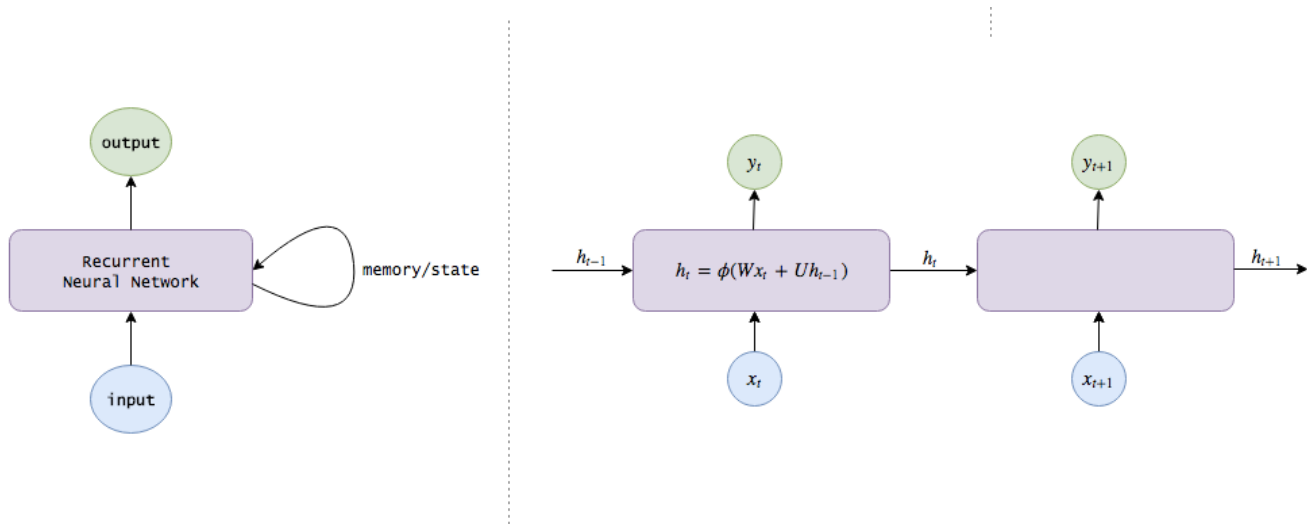 output
Recurrent
Neural Network
memory/state
input
y_t
h_{t-1}
h_t = ϕ(Wx_t + Uh_{t-1})
h_t
x_t
y_{t+1}
h_{t+1}
x_{t+1}